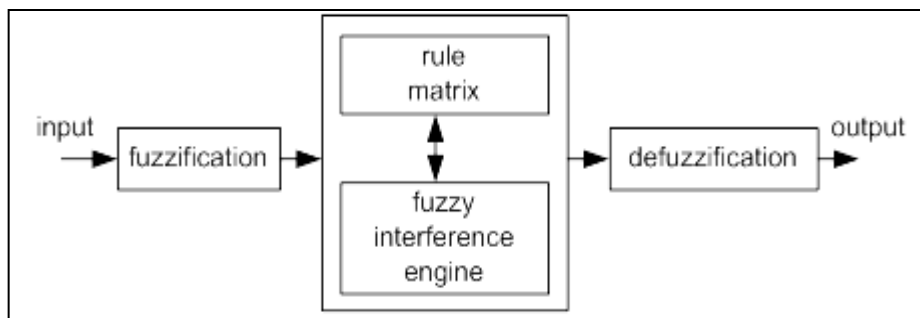 input
fuzzification
rule
matrix
fuzzy
interference
engine
defuzzification
output